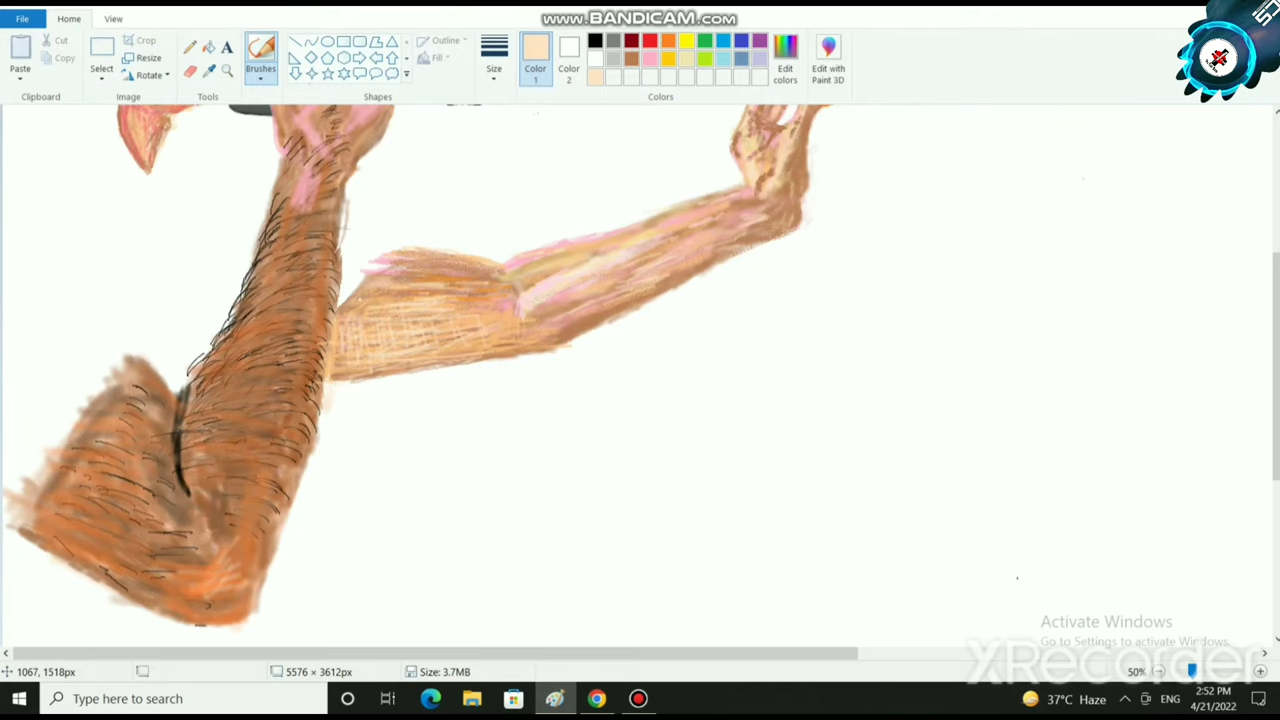 www.BANDICAM.com
File
Home
View
Paste
Cut
Copy
Clipboard
Select
Crop
Resize
Rotate
Image
A
Tools
Brushes
Shapes
Outline
Fill
Size
Color 1
Color 2
Edit colors
Edit with Paint 3D
Colors
Activate Windows
Go to Settings to activate Windows.
XRecorder
1067, 1518px
5576 × 3612px
Size: 3.7MB
50%
Type here to search
37°C Haze
ENG
2:52 PM
4/21/2022